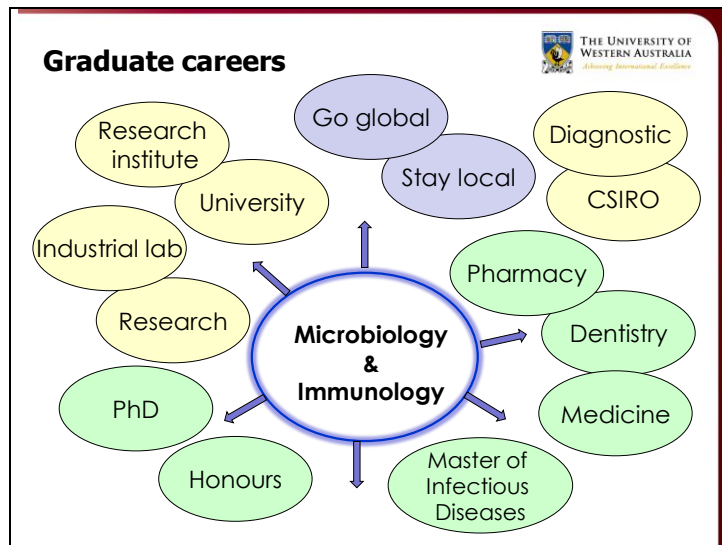 Graduate careers
THE UNIVERSITY OF
WESTERN AUSTRALIA
Achieving International Excellence
Research
institute
University
Go global
Stay local
Diagnostic
CSIRO
Industrial lab
Research
Pharmacy
Dentistry
Medicine
Microbiology
&
Immunology
PhD
Honours
Master of
Infectious
Diseases